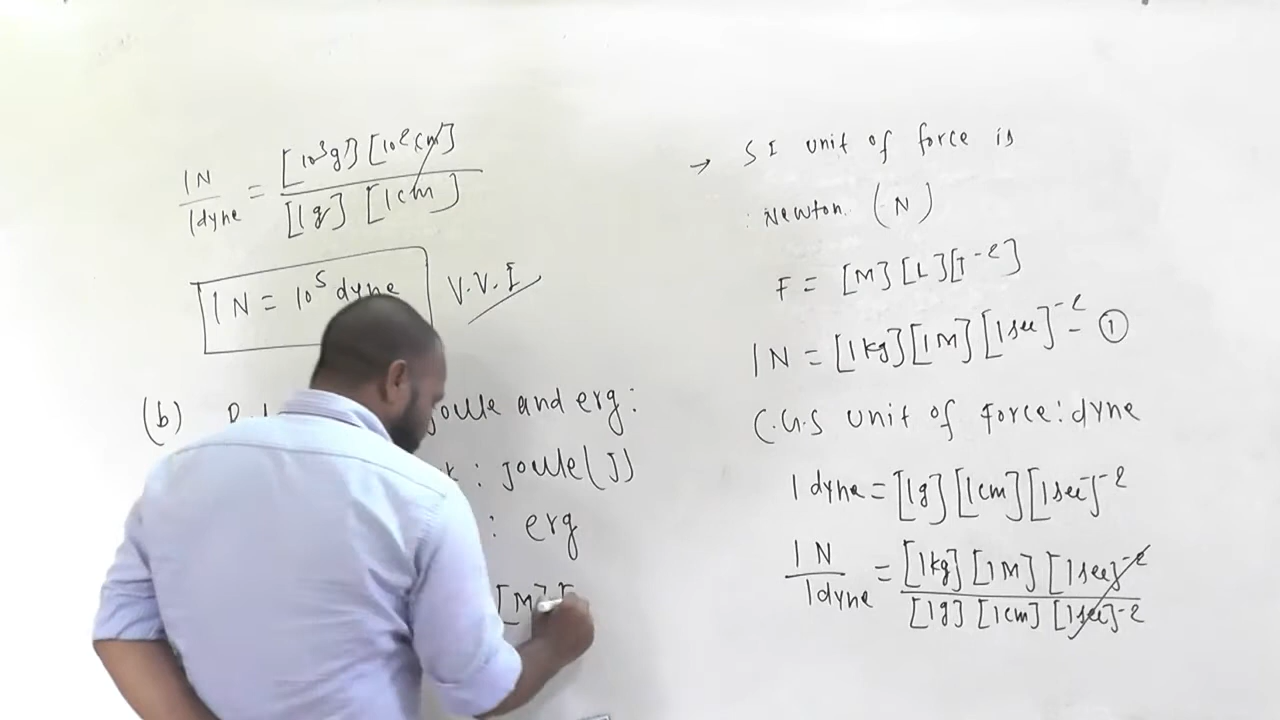 1N/1dyne = [10³g][10²cm]/[1g][1cm]
1N = 10⁵ dyne V.V.I
(b) Joule and erg:
: Joule(J)
: erg
[M][
→ SI unit of force is
Newton (N)
F = [M][L][T⁻²]
1N = [1kg][1M][1sec]⁻² - ①
C.G.S unit of Force: dyne
1 dyne = [1g][1cm][1sec]⁻²
1N/1dyne = [1kg][1M][1sec]⁻²/[1g][1cm][1sec]⁻²